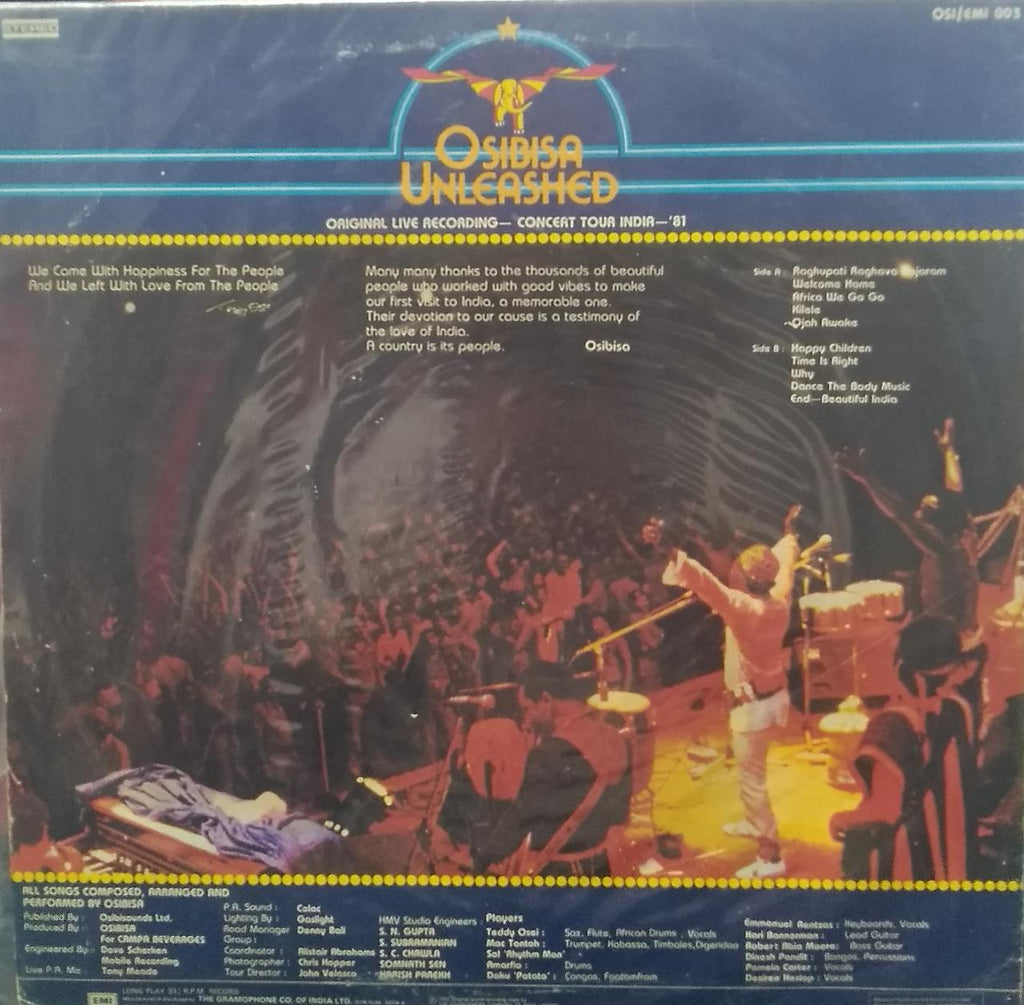 STEREO
OSI/EMI 003
OSIBISA
UNLEASHED
ORIGINAL LIVE RECORDING— CONCERT TOUR INDIA—'81
We Came With Happiness For The People
And We Left With Love From The People
Many many thanks to the thousands of beautiful
people who worked with good vibes to make
our first visit to India, a memorable one.
Their devotion to our cause is a testimony of
the love of India.
A country is its people. Osibisa
Side A : Raghupati Raghava Rajaram
Welcome Home
Africa We Go Go
Kilele
Ojah Awake
Side B : Happy Children
Time Is Right
Why
Dance The Body Music
End—Beautiful India
ALL SONGS COMPOSED, ARRANGED AND
PERFORMED BY OSIBISA
Published By : Osibisounds Ltd.
Produced By : OSIBISA
For CAMPA BEVERAGES
Engineered By : Dave
Mobile Recording
Live P.A. Mix : Tony Meade
P.A. Sound : Colac
Lighting By : Gaslight
Road Manager Danny Ball
Group :
Coordinator : Alistair Abrahams
Photographer : Chris Hopper
Tour Director : John Velasco
HMV Studio Engineers
S. N. GUPTA
S. SUBRAMANIAN
S. C. CHAWLA
SOMNATH SEN
HARISH PAREKH
Players
Teddy Osei : Sax, Flute, African Drums, Vocals
Mac Tontoh : Trumpet, Kabassa, Timbales, Digeridoo
Sol 'Rhythm Man'
Amarfio : Drums
Daku 'Potato' : Congas, Fontomfrom
Emmanuel Rentzos : Keyboards, Vocals
Kari Bannerman : Lead Guitar
Robert Bass Guitar
Dinesh Pandit : Bongos, Percussions
Pamela Carter : Vocals
Desiree Heslop : Vocals
EMI
LONG PLAY 33⅓ R.P.M. RECORD
THE GRAMOPHONE CO. OF INDIA LTD.